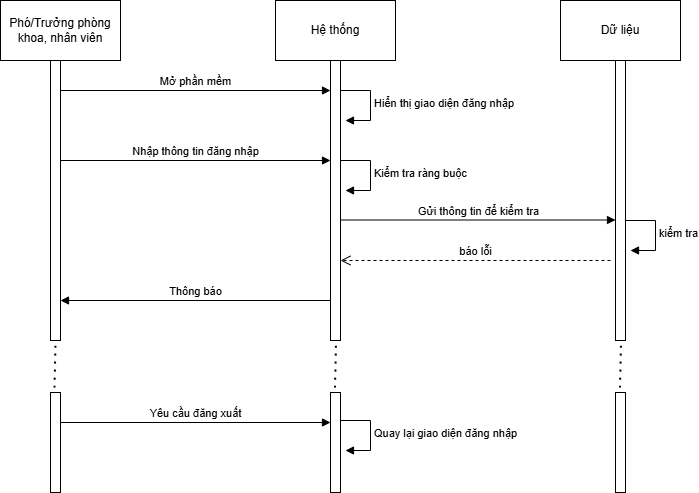 Phó/Trưởng phòng
khoa, nhân viên
Hệ thống
Dữ liệu
Mở phần mềm
Hiển thị giao diện đăng nhập
Nhập thông tin đăng nhập
Kiểm tra ràng buộc
Gửi thông tin để kiểm tra
kiểm tra
báo lỗi
Thông báo
Yêu cầu đăng xuất
Quay lại giao diện đăng nhập